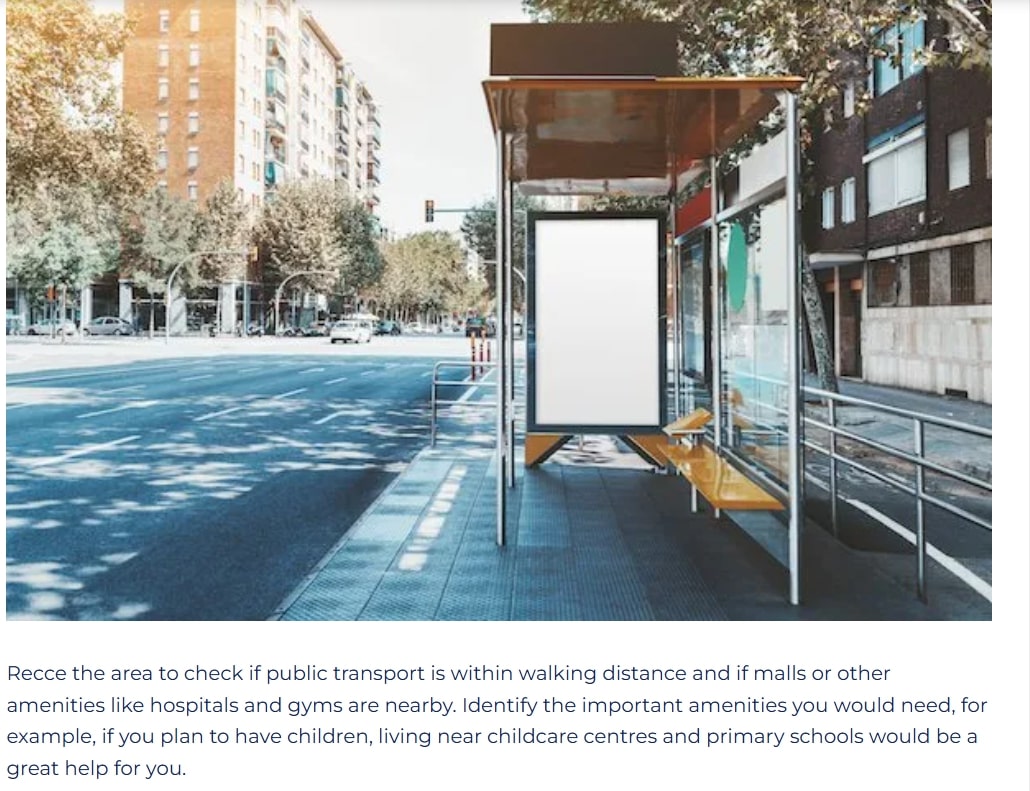 Recce the area to check if public transport is within walking distance and if malls or other
amenities like hospitals and gyms are nearby. Identify the important amenities you would need, for
example, if you plan to have children, living near childcare centres and primary schools would be a
great help for you.